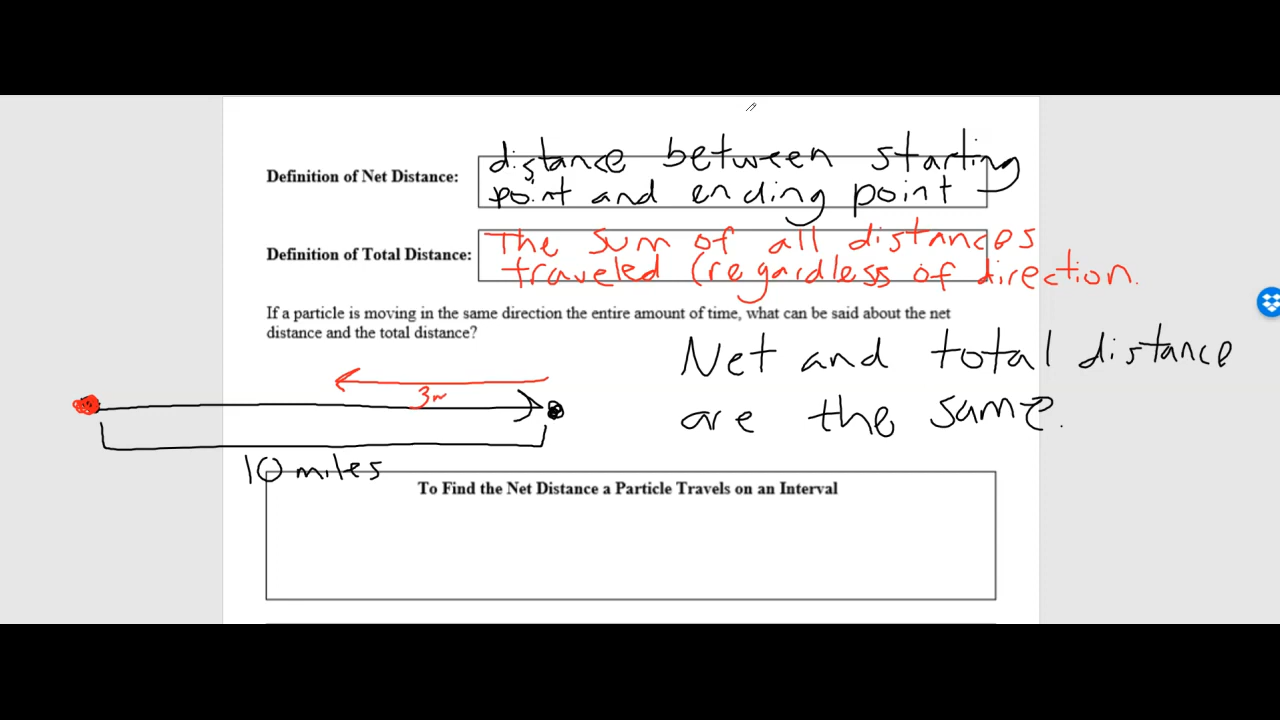 Definition of Net Distance:
distance between starting
point and ending point
Definition of Total Distance:
The sum of all distances
traveled (regardless of direction.
If a particle is moving in the same direction the entire amount of time, what can be said about the net
distance and the total distance?
Net and total distance
are the same.
3m
10 miles
To Find the Net Distance a Particle Travels on an Interval